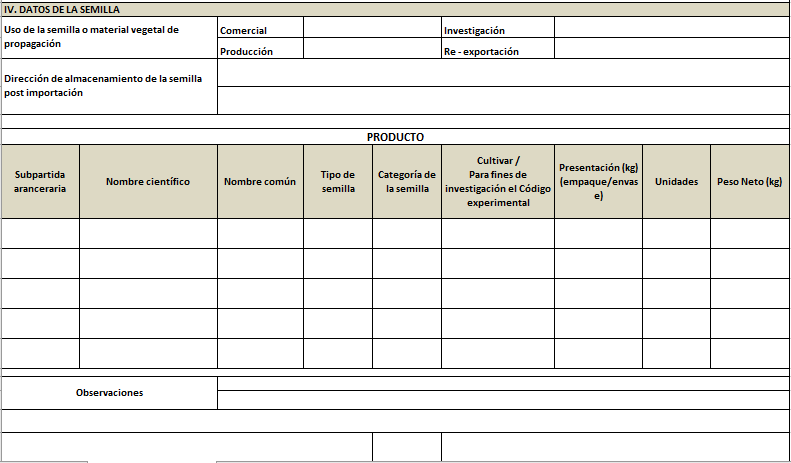 IV. DATOS DE LA SEMILLA
Uso de la semilla o material vegetal de
propagación
Comercial
Investigación
Producción
Re - exportación
Dirección de almacenamiento de la semilla
post importación
PRODUCTO
Subpartida
aranceraria
Nombre científico
Nombre común
Tipo de
semilla
Categoría de
la semilla
Cultivar /
Para fines de
investigación el Código
experimental
Presentación (kg)
(empaque/envas
e)
Unidades
Peso Neto (kg)
Observaciones